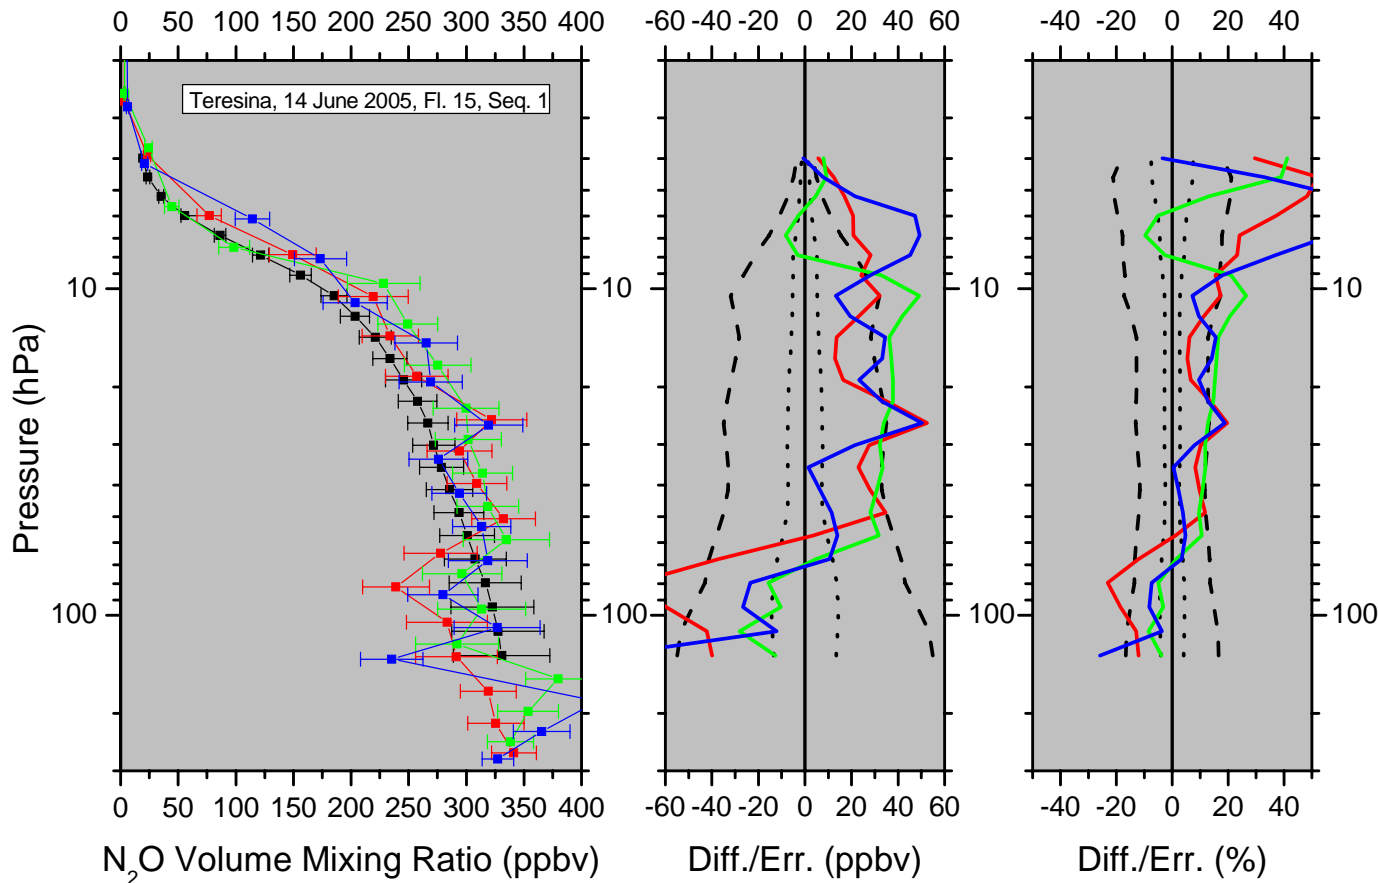 0 50 100 150 200 250 300 350 400
-60 -40 -20 0 20 40 60
-40 -20 0 20 40
Teresina, 14 June 2005, Fl. 15, Seq. 1
10 10 10
100 100 100
Pressure (hPa)
0 50 100 150 200 250 300 350 400
-60 -40 -20 0 20 40 60
-40 -20 0 20 40
N₂O Volume Mixing Ratio (ppbv)
Diff./Err. (ppbv)
Diff./Err. (%)